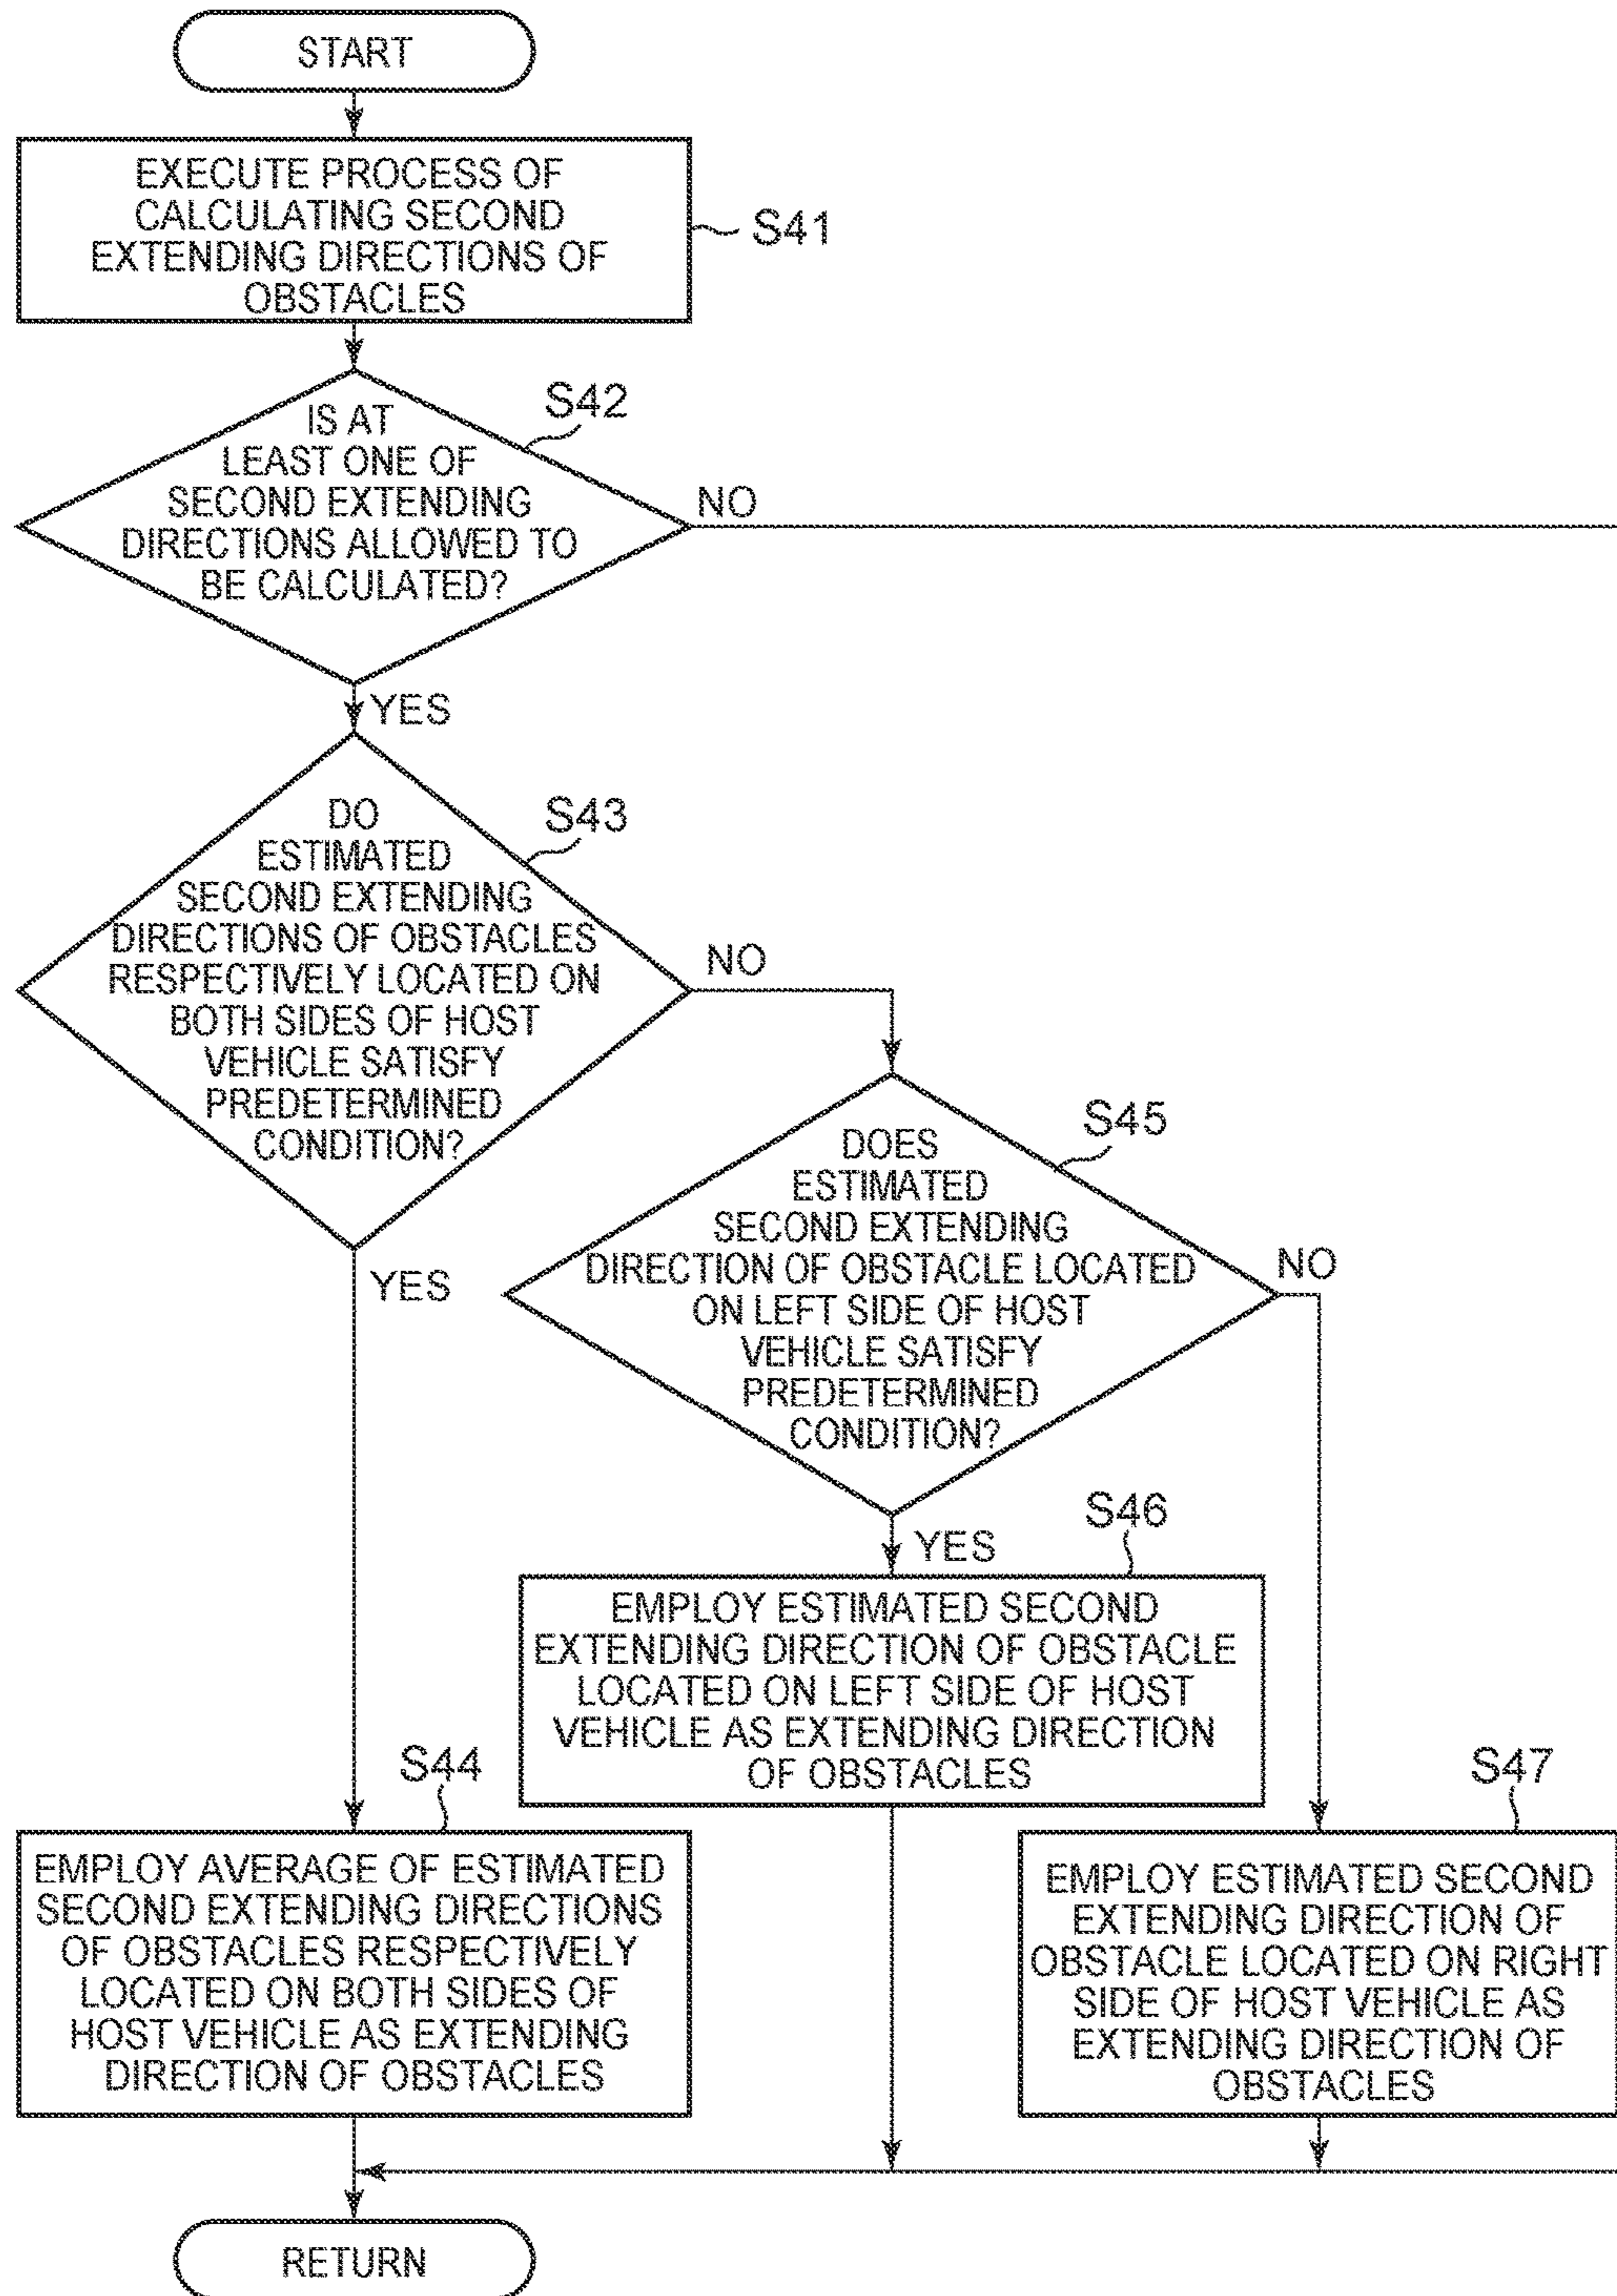 START
EXECUTE PROCESS OF
CALCULATING SECOND
EXTENDING DIRECTIONS OF
OBSTACLES
S41
S42
IS AT
LEAST ONE OF
SECOND EXTENDING
DIRECTIONS ALLOWED TO
BE CALCULATED?
NO
YES
S43
DO
ESTIMATED
SECOND EXTENDING
DIRECTIONS OF OBSTACLES
RESPECTIVELY LOCATED ON
BOTH SIDES OF HOST
VEHICLE SATISFY
PREDETERMINED
CONDITION?
NO
YES
S45
DOES
ESTIMATED
SECOND EXTENDING
DIRECTION OF OBSTACLE LOCATED
ON LEFT SIDE OF HOST
VEHICLE SATISFY
PREDETERMINED
CONDITION?
NO
YES
S46
EMPLOY ESTIMATED SECOND
EXTENDING DIRECTION OF OBSTACLE
LOCATED ON LEFT SIDE OF HOST
VEHICLE AS EXTENDING DIRECTION
OF OBSTACLES
S44
EMPLOY AVERAGE OF ESTIMATED
SECOND EXTENDING DIRECTIONS
OF OBSTACLES RESPECTIVELY
LOCATED ON BOTH SIDES OF
HOST VEHICLE AS EXTENDING
DIRECTION OF OBSTACLES
S47
EMPLOY ESTIMATED SECOND
EXTENDING DIRECTION OF
OBSTACLE LOCATED ON RIGHT
SIDE OF HOST VEHICLE AS
EXTENDING DIRECTION OF
OBSTACLES
RETURN